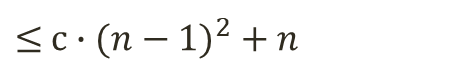 ≤ c · (n − 1)² + n